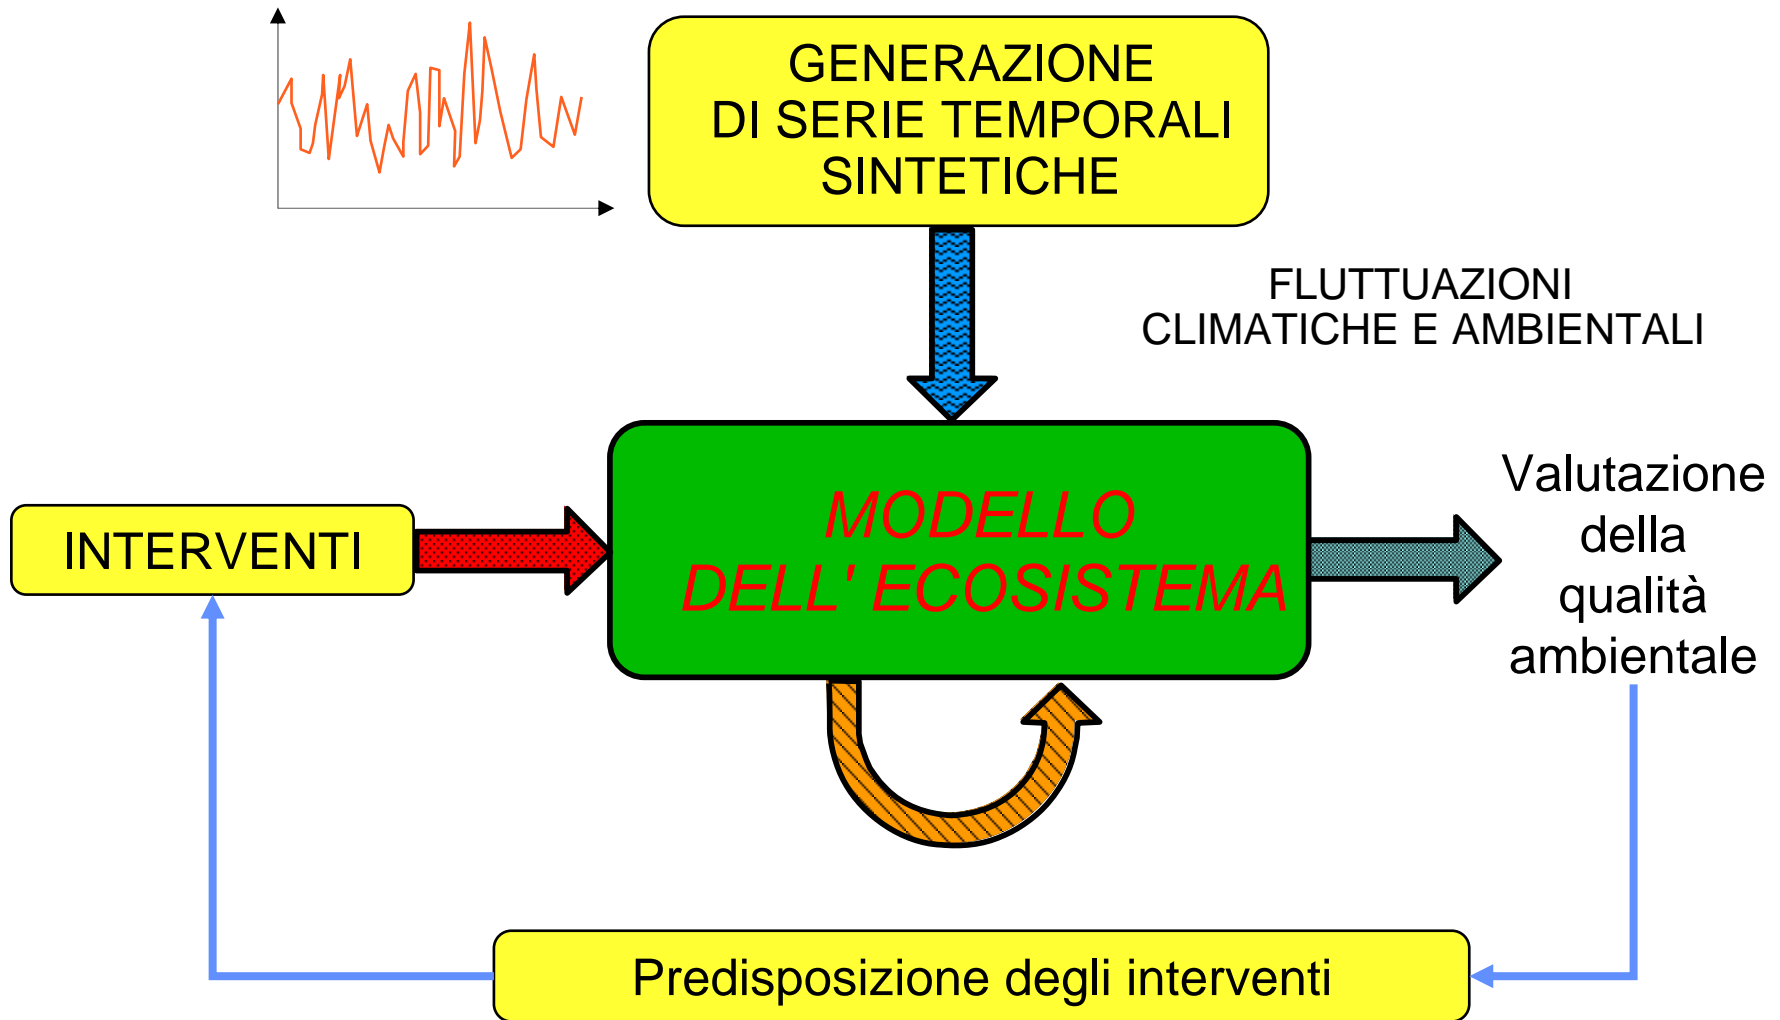 GENERAZIONE
DI SERIE TEMPORALI
SINTETICHE
FLUTTUAZIONI
CLIMATICHE E AMBIENTALI
INTERVENTI
MODELLO
DELL' ECOSISTEMA
Valutazione
della
qualità
ambientale
Predisposizione degli interventi